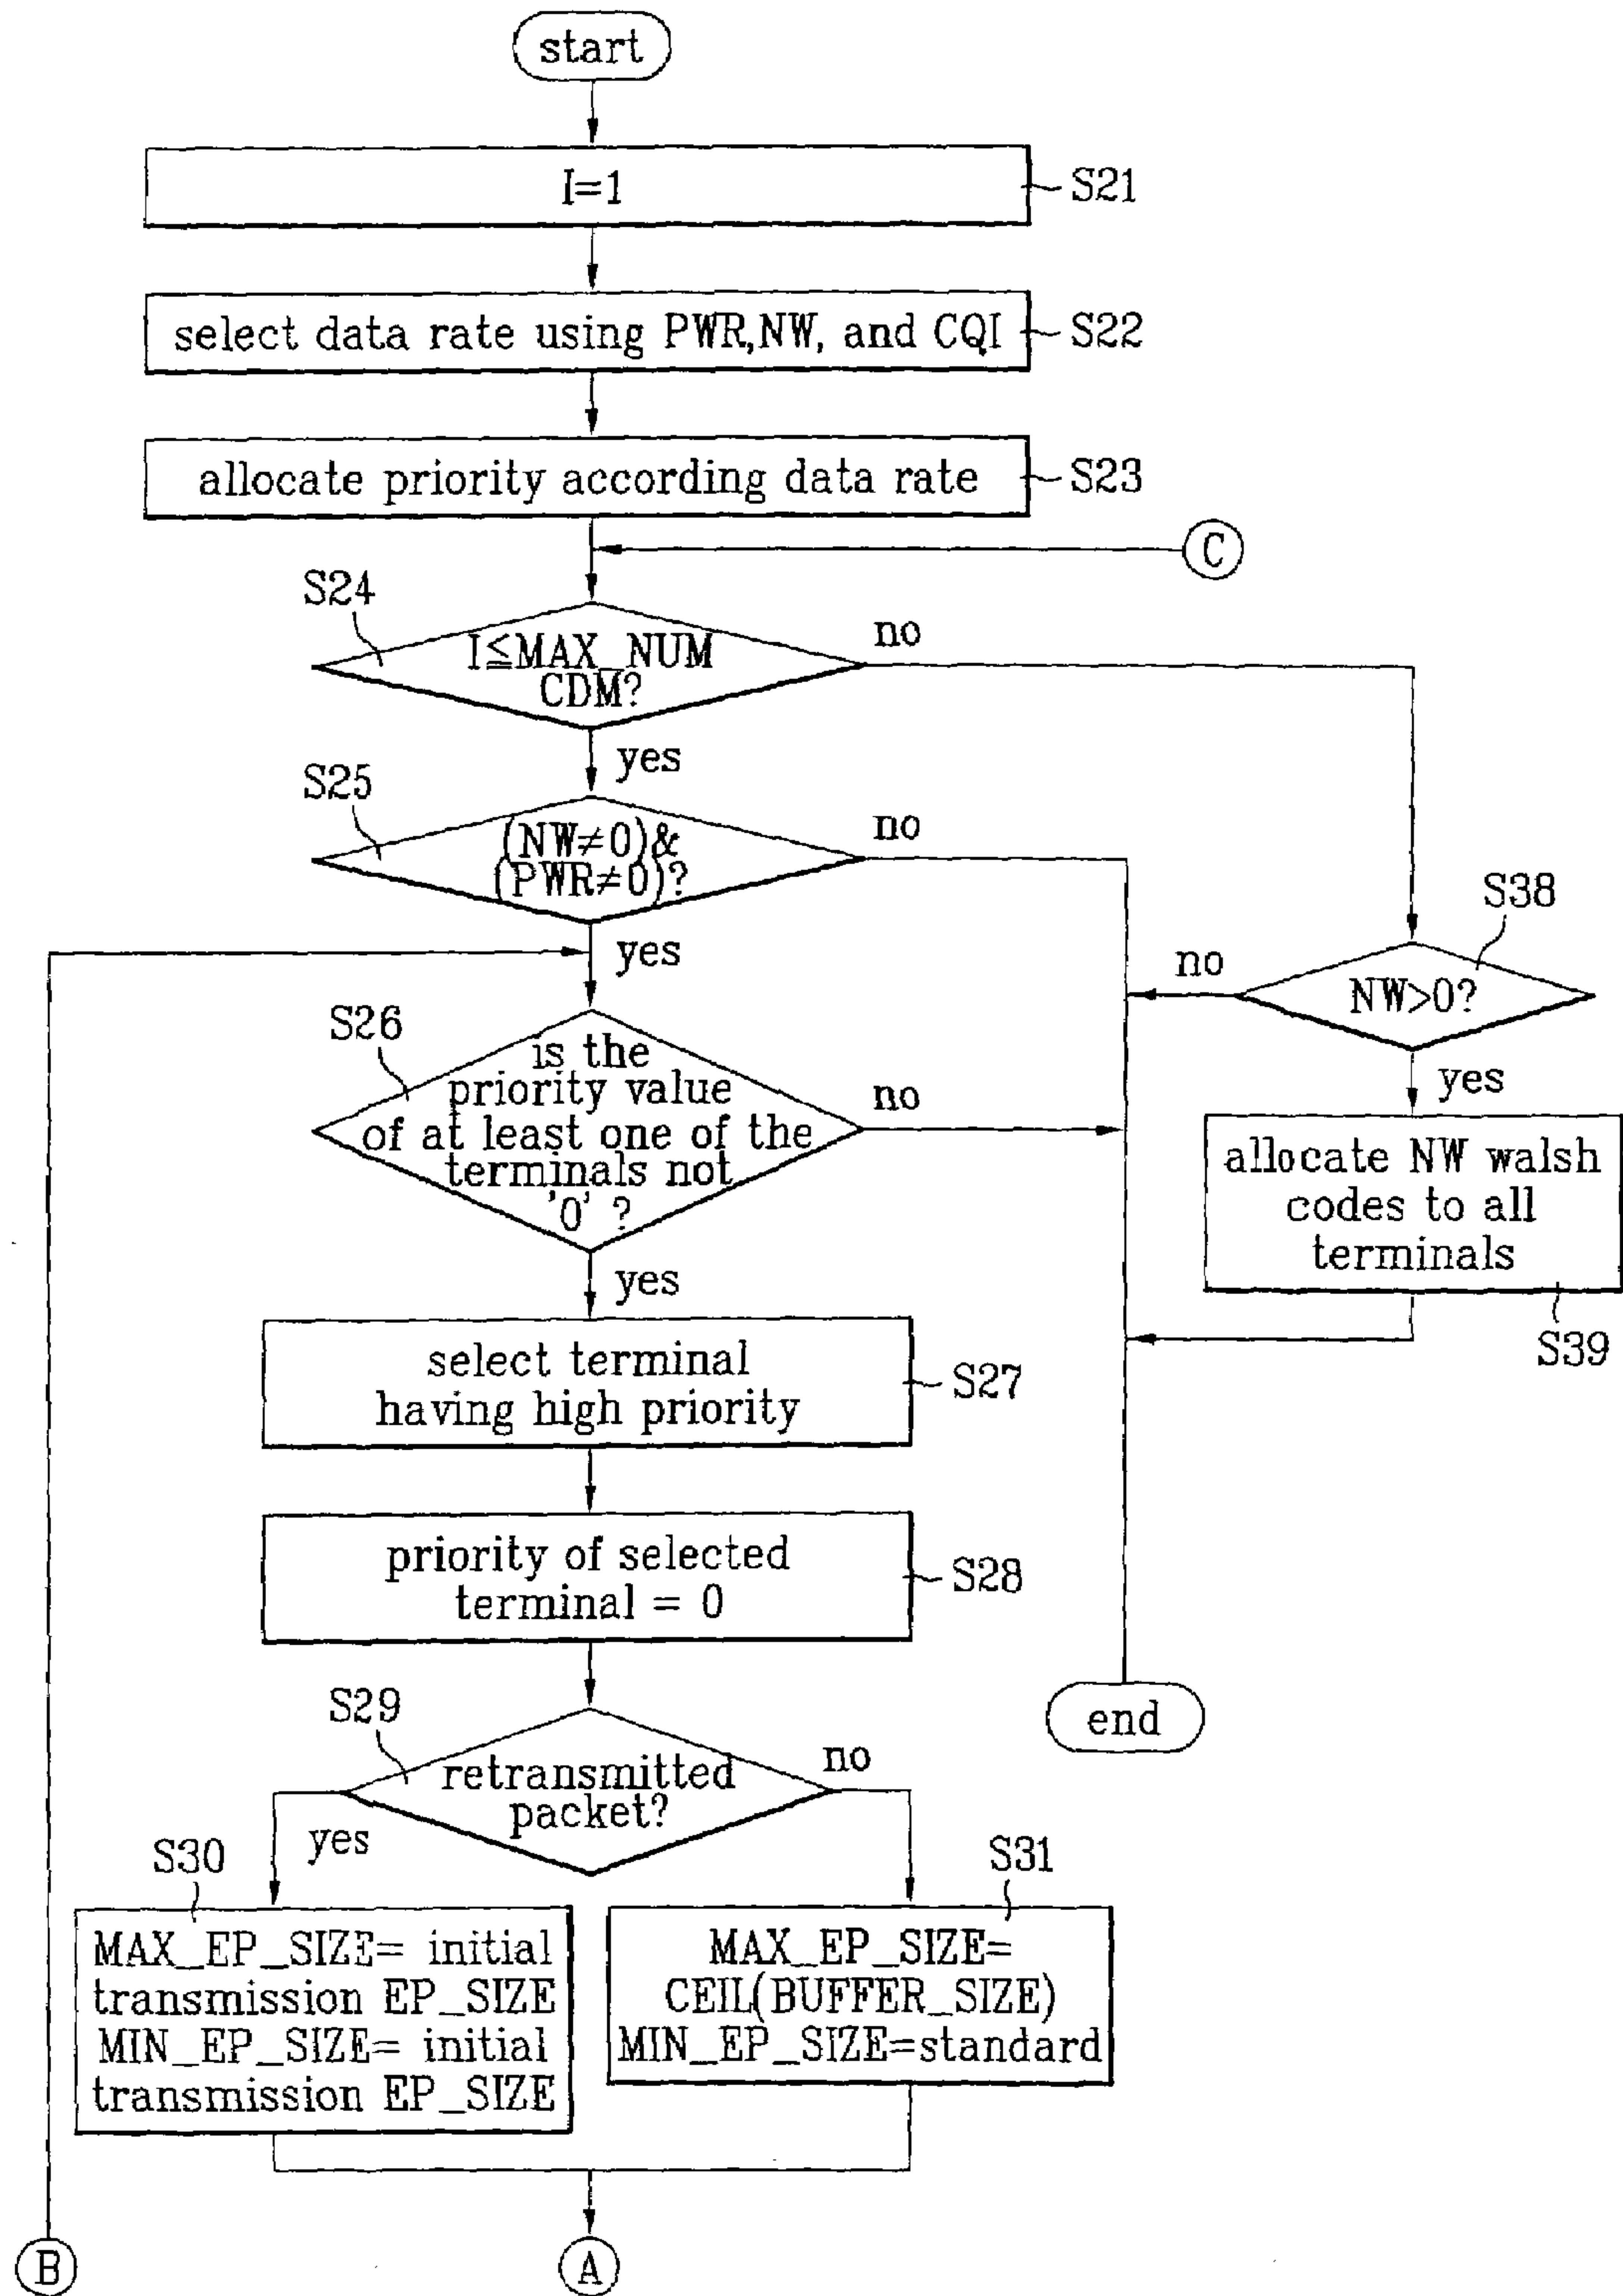 start
I=1
S21
select data rate using PWR,NW, and CQI
S22
allocate priority according data rate
S23
C
S24
I≦MAX_NUM
CDM?
no
yes
S25
(NW≠0)&
(PWR≠0)?
no
yes
S38
NW>0?
no
yes
S26
is the
priority value
of at least one of the
terminals not
'0' ?
no
yes
allocate NW walsh
codes to all
terminals
S39
select terminal
having high priority
S27
priority of selected
terminal = 0
S28
end
S29
retransmitted
packet?
no
yes
S30
MAX_EP_SIZE= initial
transmission EP_SIZE
MIN_EP_SIZE= initial
transmission EP_SIZE
S31
MAX_EP_SIZE=
CEIL(BUFFER_SIZE)
MIN_EP_SIZE=standard
B
A